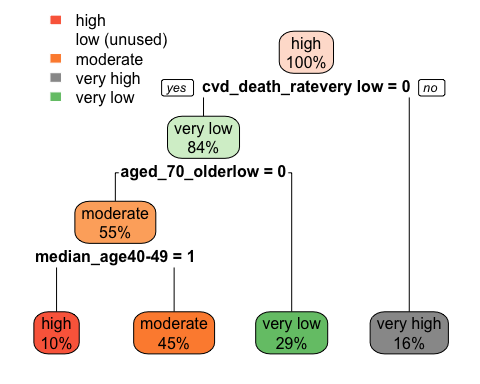 high
low (unused)
moderate
very high
very low
high
100%
yes cvd_death_ratevery low = 0 no
very low
84%
aged_70_olderlow = 0
moderate
55%
median_age40-49 = 1
high
10%
moderate
45%
very low
29%
very high
16%